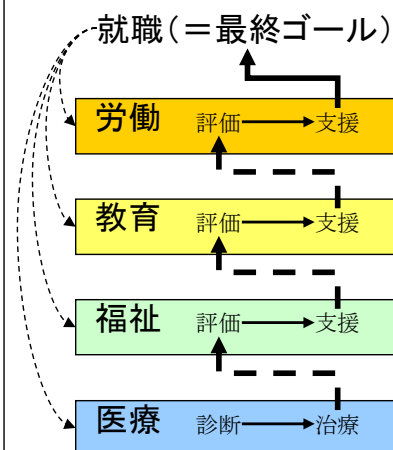 就職(＝最終ゴール)
労働 評価 支援
教育 評価 支援
福祉 評価 支援
医療 診断 治療